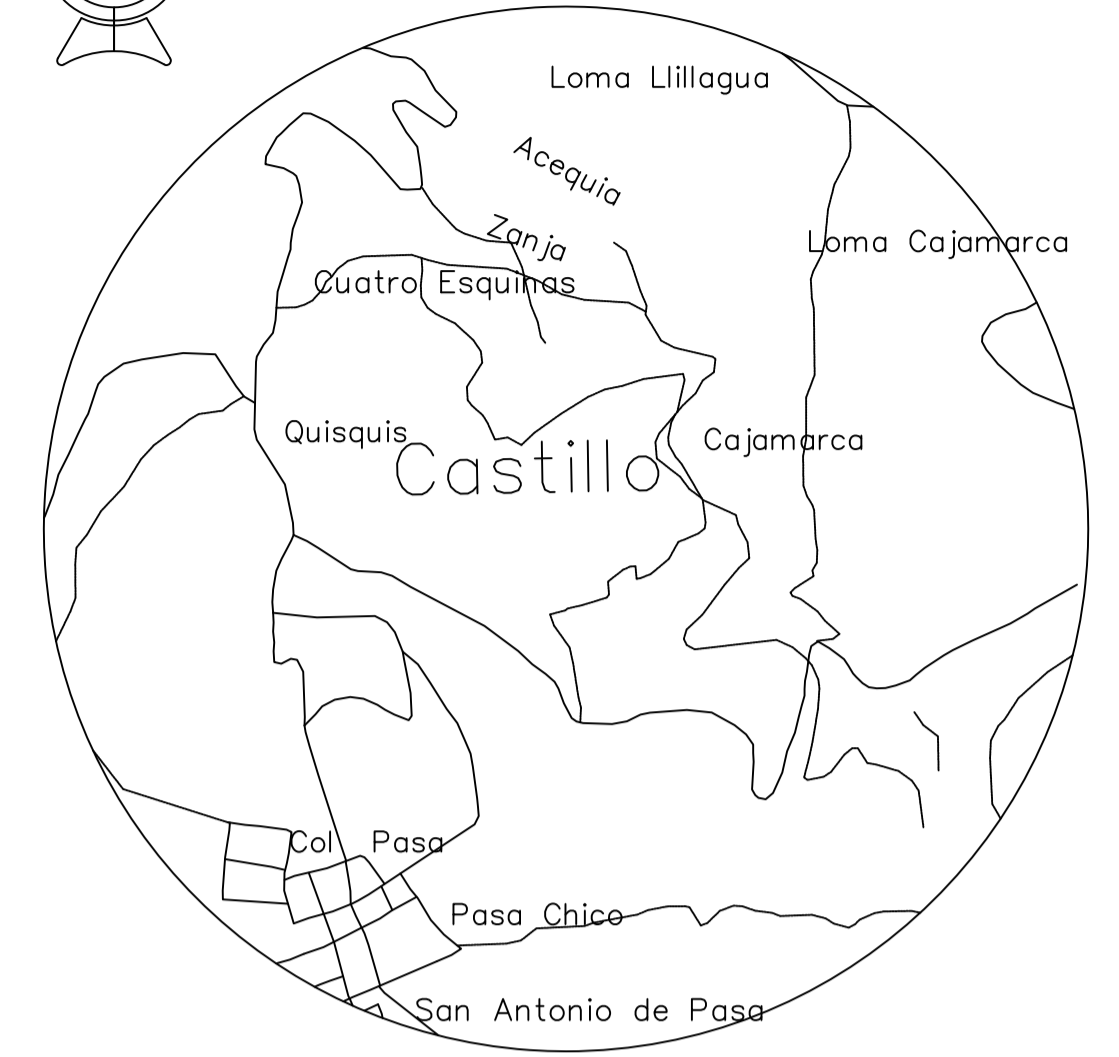 Loma Llillagua
Acequia
Zanja
Loma Cajamarca
Cuatro Esquinas
Quisquis
Castillo
Cajamarca
Col Pasa
Pasa Chico
San Antonio de Pasa